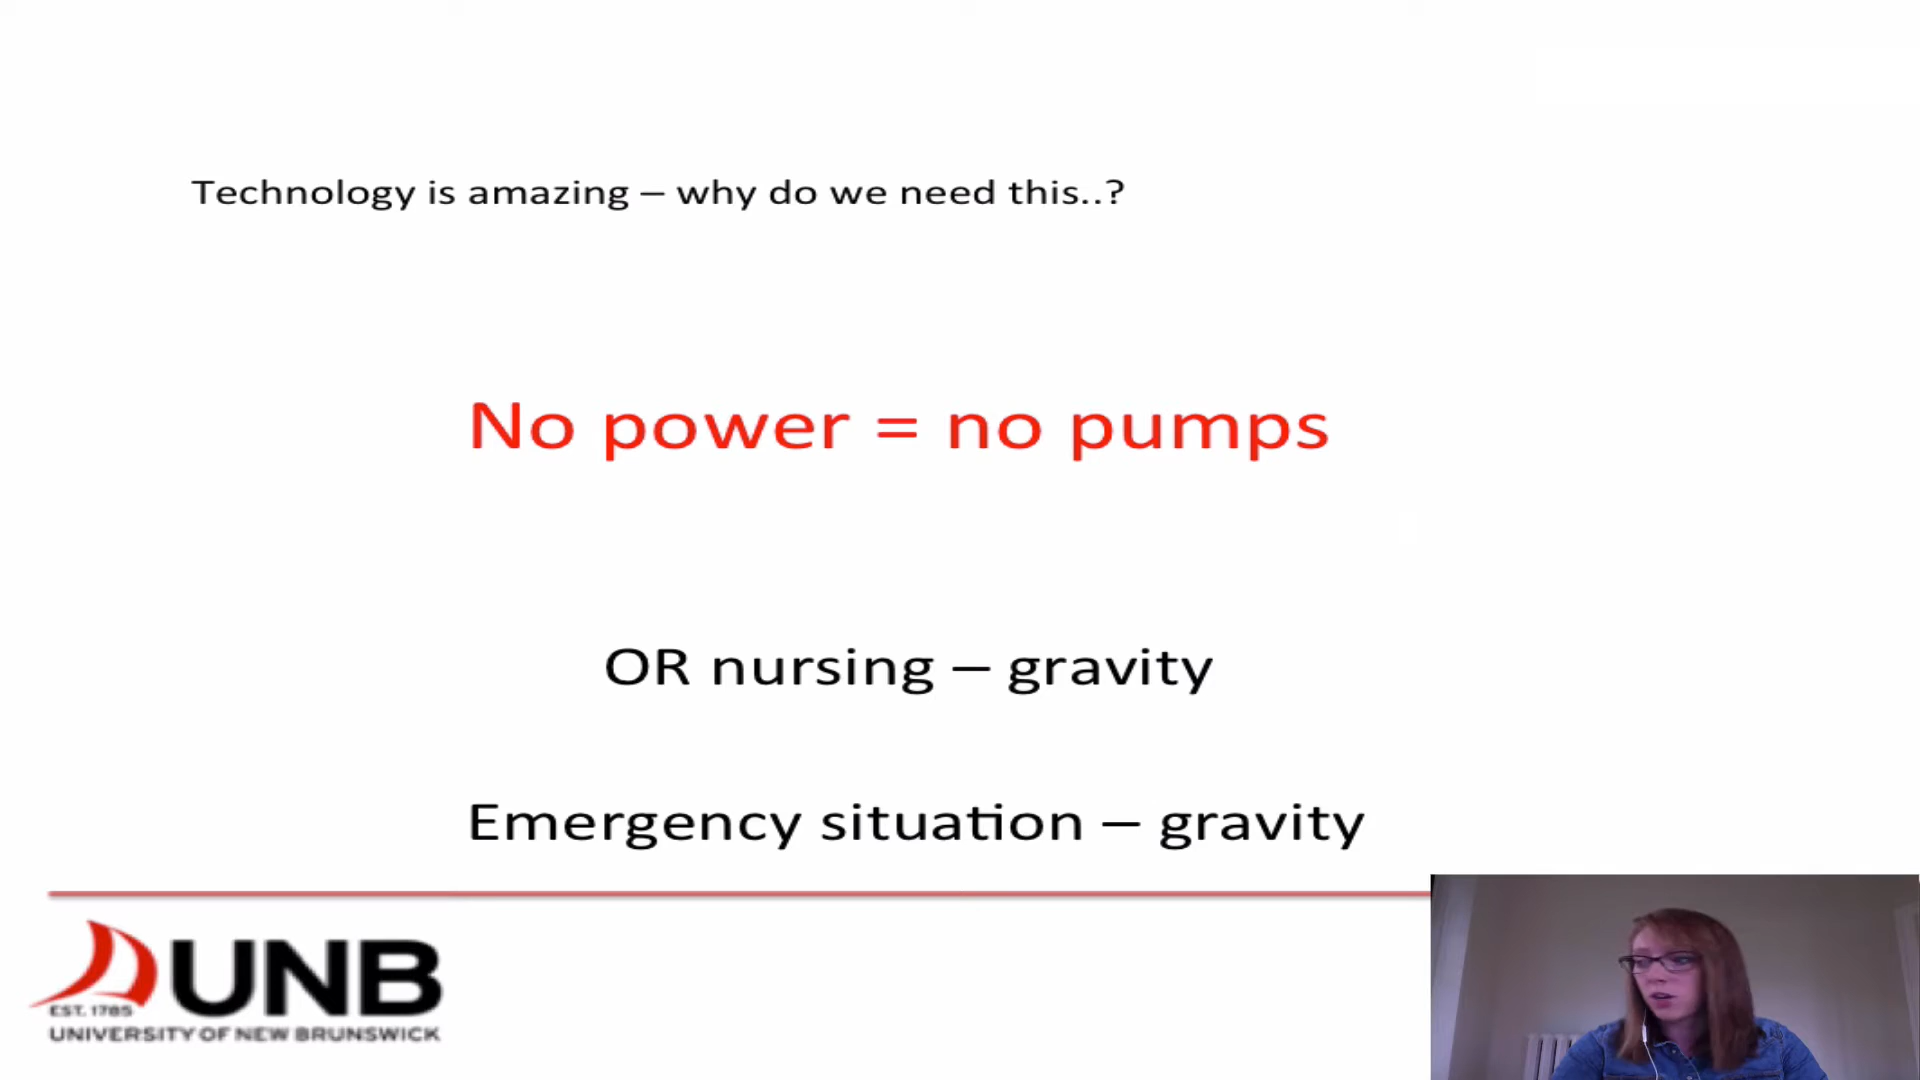 Technology is amazing – why do we need this..?
No power = no pumps
OR nursing – gravity
Emergency situation – gravity
UNB
EST. 1785
UNIVERSITY OF NEW BRUNSWICK